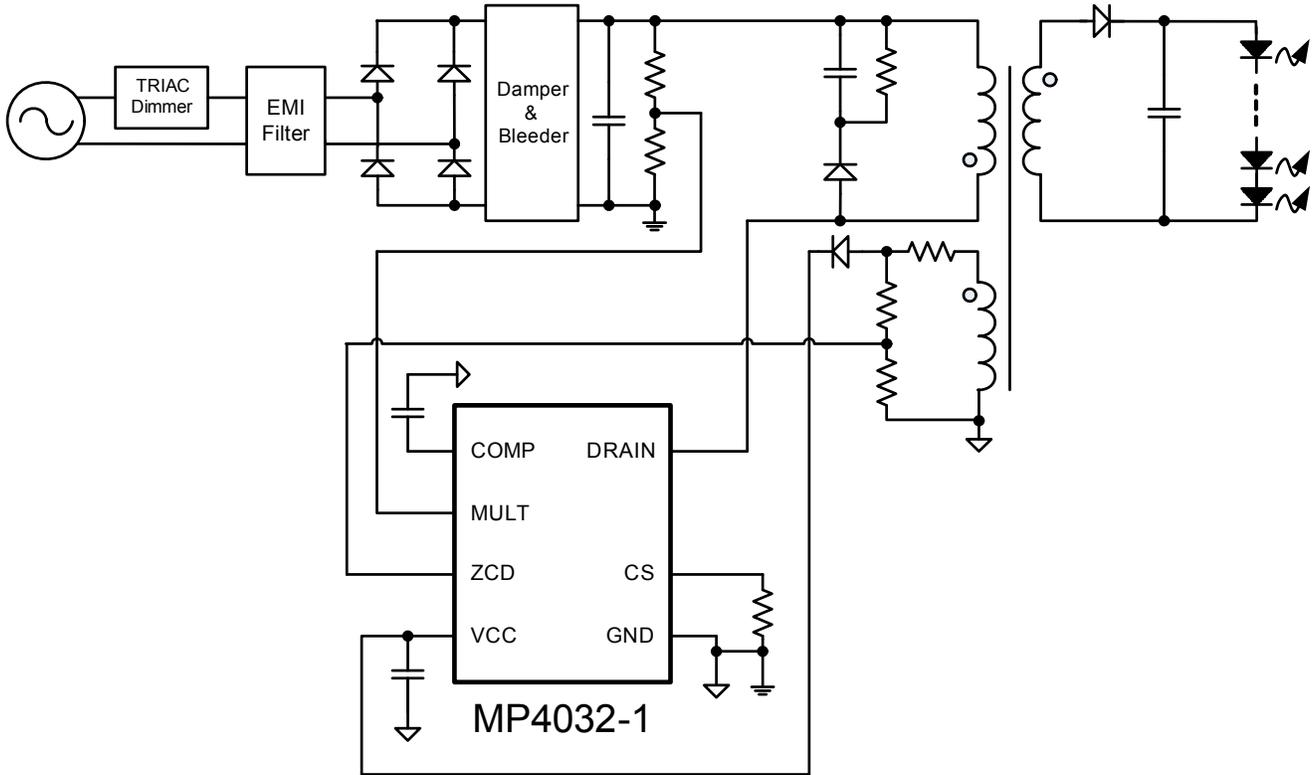 TRIAC
Dimmer
EMI
Filter
Damper
&
Bleeder
COMP
DRAIN
MULT
ZCD
CS
VCC
GND
MP4032-1